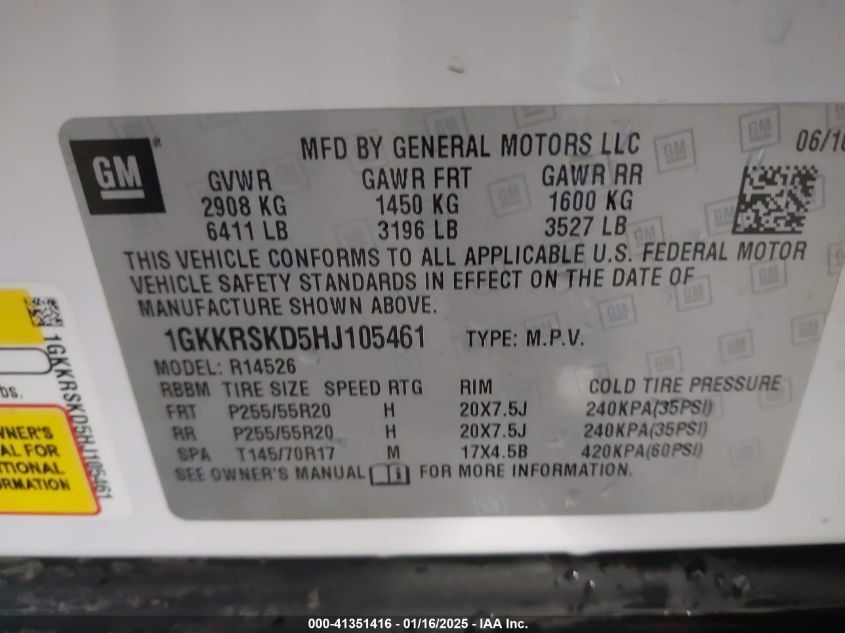 GM
MFD BY GENERAL MOTORS LLC
GVWR GAWR FRT GAWR RR
2908 KG 1450 KG 1600 KG
6411 LB 3196 LB 3527 LB
THIS VEHICLE CONFORMS TO ALL APPLICABLE U.S. FEDERAL MOTOR
VEHICLE SAFETY STANDARDS IN EFFECT ON THE DATE OF
MANUFACTURE SHOWN ABOVE.
1GKKRSKD5HJ105461 TYPE: M.P.V.
MODEL: R14526
RBBM TIRE SIZE SPEED RTG RIM COLD TIRE PRESSURE
FRT P255/55R20 H 20X7.5J 240KPA(35PSI)
RR P255/55R20 H 20X7.5J 240KPA(35PSI)
SPA T145/70R17 M 17X4.5B 420KPA(60PSI)
SEE OWNER'S MANUAL FOR MORE INFORMATION.
1GKKRSKD5HJ105461
000-41351416 - 01/16/2025 - IAA Inc.